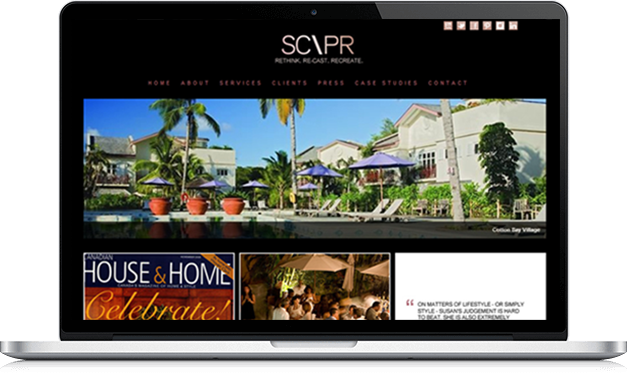 SC\PR
RETHINK. RE-CAST. RECREATE.
HOME ABOUT SERVICES CLIENTS PRESS CASE STUDIES CONTACT
Cotton Bay Village
CANADIAN
HOUSE & HOME
CANADA'S MAGAZINE OF HOME & STYLE
Celebrate!
“ ON MATTERS OF LIFESTYLE - OR SIMPLY
STYLE - SUSAN'S JUDGEMENT IS HARD
TO BEAT. SHE IS ALSO EXTREMELY